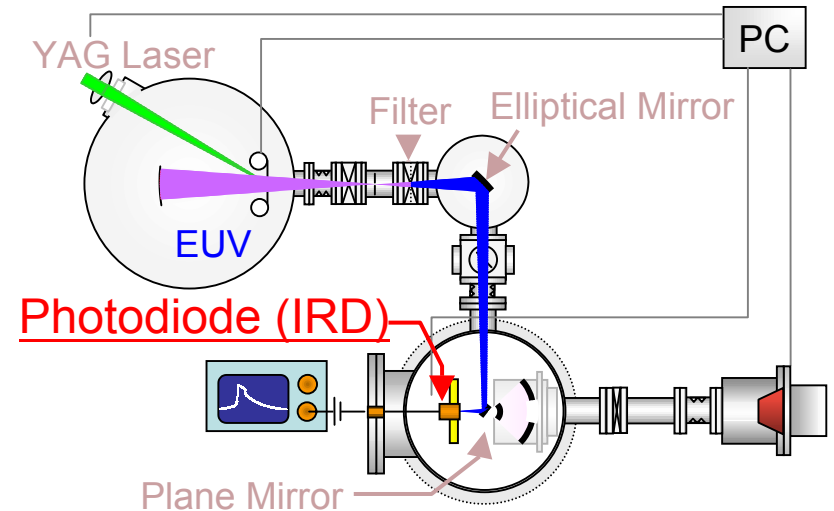 PC
YAG Laser
Filter
Elliptical Mirror
EUV
Photodiode (IRD)
Plane Mirror